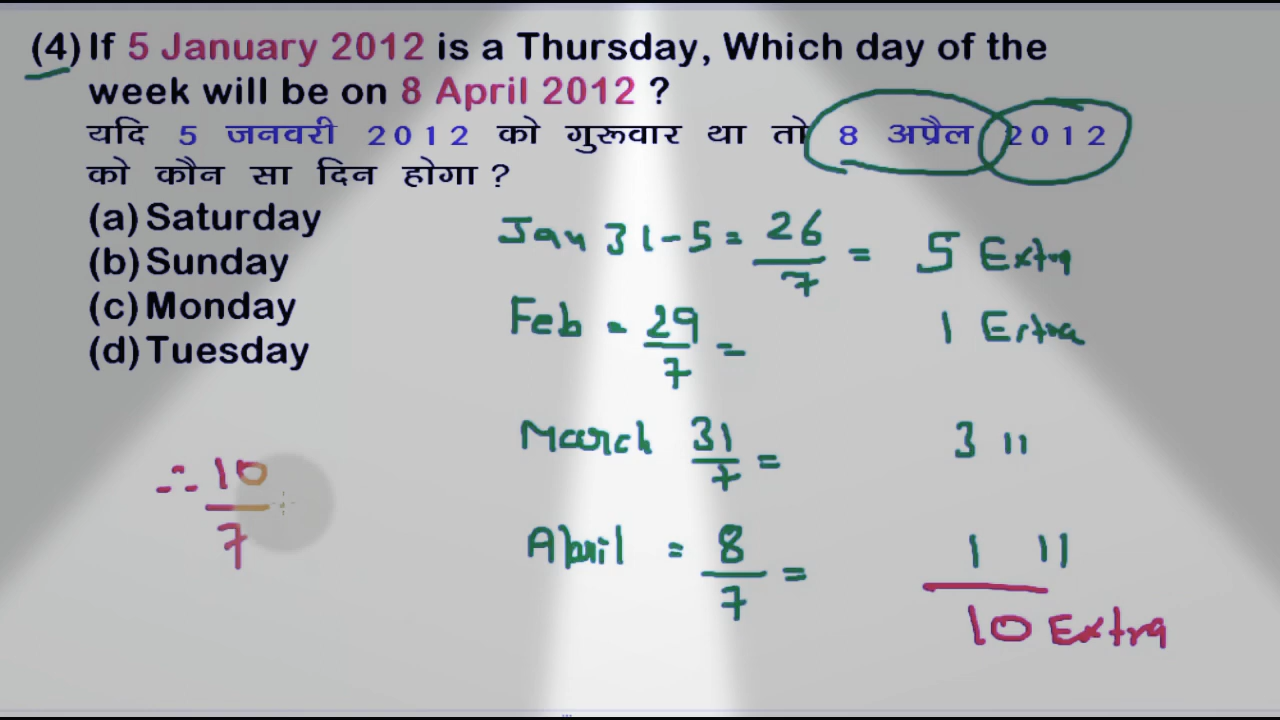 (4) If 5 January 2012 is a Thursday, Which day of the
week will be on 8 April 2012 ?
यदि 5 जनवरी 2012 को गुरूवार था तो 8 अप्रैल 2012
को कौन सा दिन होगा ?
(a) Saturday
(b) Sunday
(c) Monday
(d) Tuesday
Jan 31-5 = 26/7 = 5 Extra
Feb = 29/7 = 1 Extra
March 31/7 = 3 11
April = 8/7 = 1 11
10 Extra
∴ 10/7